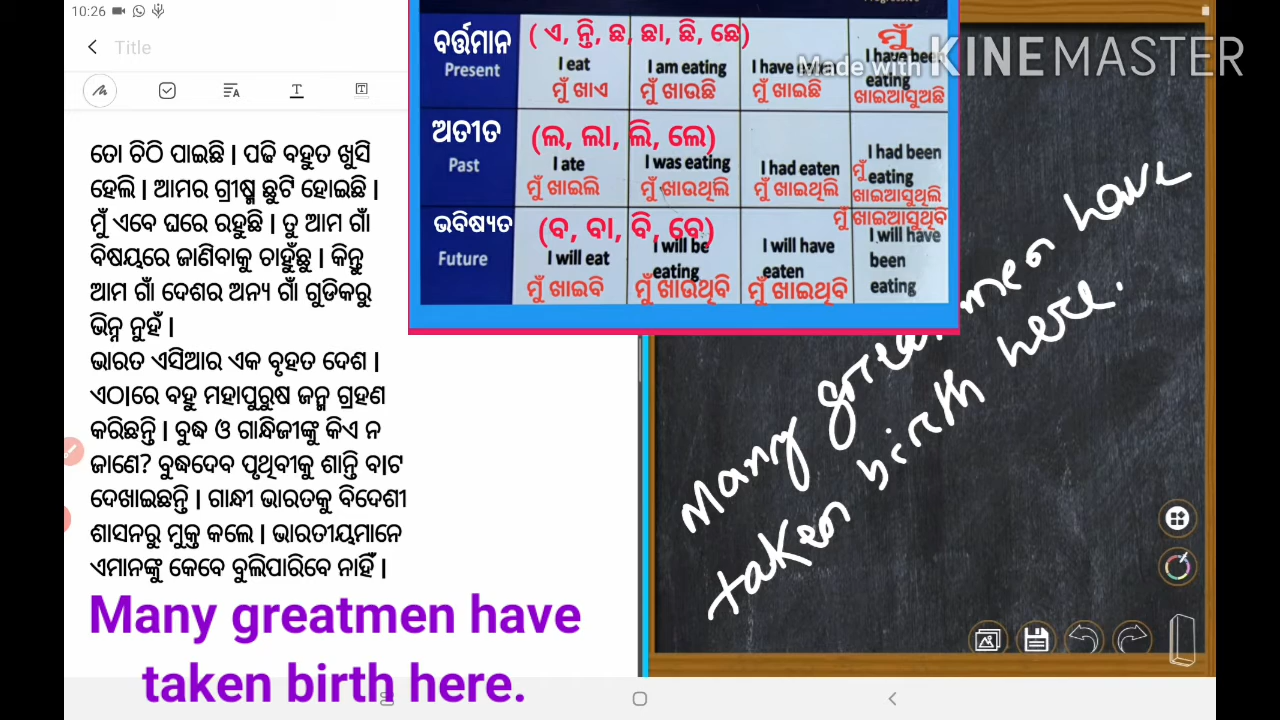 10:26
Title
ତୋ ଚିଠି ପାଇଛି | ପଢି ବହୁତ ଖୁସି
ହେଲି | ଆମର ଗ୍ରୀଷ୍ମ ଛୁଟି ହୋଇଛି |
ମୁଁ ଏବେ ଘରେ ରହୁଛି | ତୁ ଆମ ଗାଁ
ବିଷୟରେ ଜାଣିବାକୁ ଚାହୁଁଛୁ | କିନ୍ତୁ
ଆମ ଗାଁ ଦେଶର ଅନ୍ୟ ଗାଁ ଗୁଡିକରୁ
ଭିନ୍ନ ନୁହଁ |
ଭାରତ ଏସିଆର ଏକ ବୃହତ ଦେଶ |
ଏଠାରେ ବହୁ ମହାପୁରୁଷ ଜନ୍ମ ଗ୍ରହଣ
କରିଛନ୍ତି | ବୁଦ୍ଧ ଓ ଗାନ୍ଧିଜୀଙ୍କୁ କିଏ ନ
ଜାଣେ? ବୁଦ୍ଧଦେବ ପୃଥିବୀକୁ ଶାନ୍ତି ବାଟ
ଦେଖାଇଛନ୍ତି | ଗାନ୍ଧୀ ଭାରତକୁ ବିଦେଶୀ
ଶାସନରୁ ମୁକ୍ତ କଲେ | ଭାରତୀୟମାନେ
ଏମାନଙ୍କୁ କେବେ ବୁଲିପାରିବେ ନାହିଁ |
Many greatmen have
taken birth here.
ବର୍ତ୍ତମାନ (ଏ, ନ୍ତି, ଛ, ଛା, ଛି, ଛେ) ମୁଁ
Present I eat I am eating I have I have been eating
ମୁଁ ଖାଏ ମୁଁ ଖାଉଛି ମୁଁ ଖାଇଛି ଖାଇଆସୁଅଛି
ଅତୀତ (ଲ, ଲା, ଲି, ଲେ)
Past I ate I was eating I had eaten I had been eating
ମୁଁ ଖାଇଲି ମୁଁ ଖାଉଥିଲି ମୁଁ ଖାଇଥିଲି ମୁଁ ଖାଇଆସୁଥିଲି
ଭବିଷ୍ୟତ (ବ, ବା, ବି, ବେ) ମୁଁ ଖାଇଆସୁଥିବି
Future I will eat I will be eating I will have eaten I will have been eating
ମୁଁ ଖାଇବି ମୁଁ ଖାଉଥିବି ମୁଁ ଖାଇଥିବି
Made with KINEMASTER
Many great men have
taken birth here.